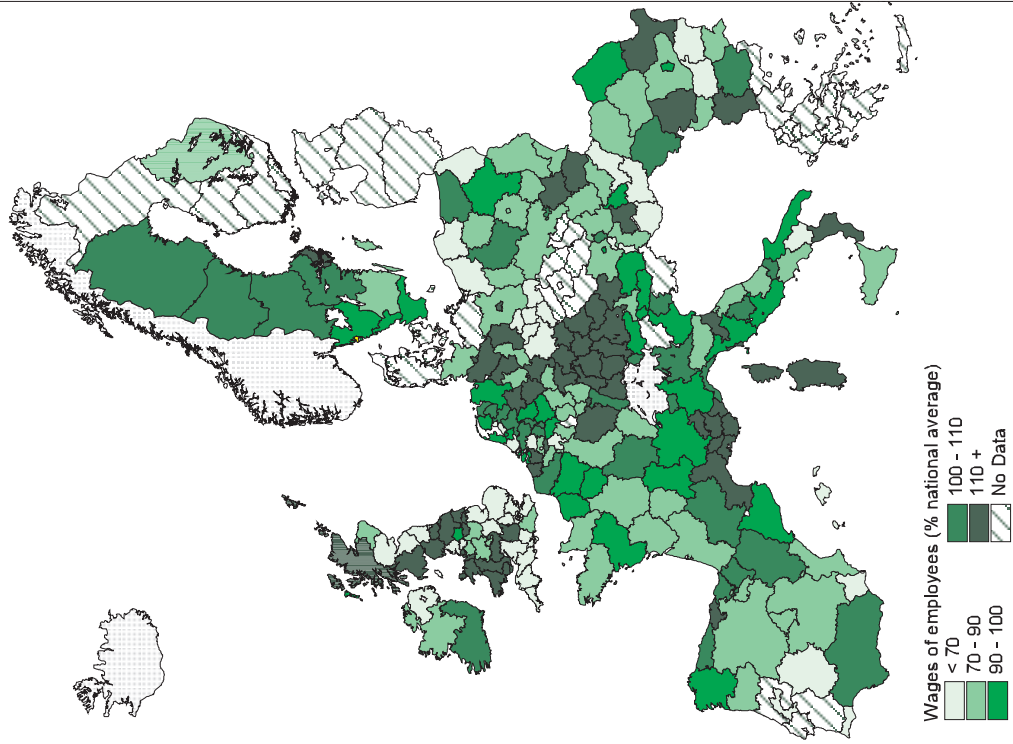 Wages of employees (% national average)
< 70
70 - 90
90 - 100
100 - 110
110 +
No Data